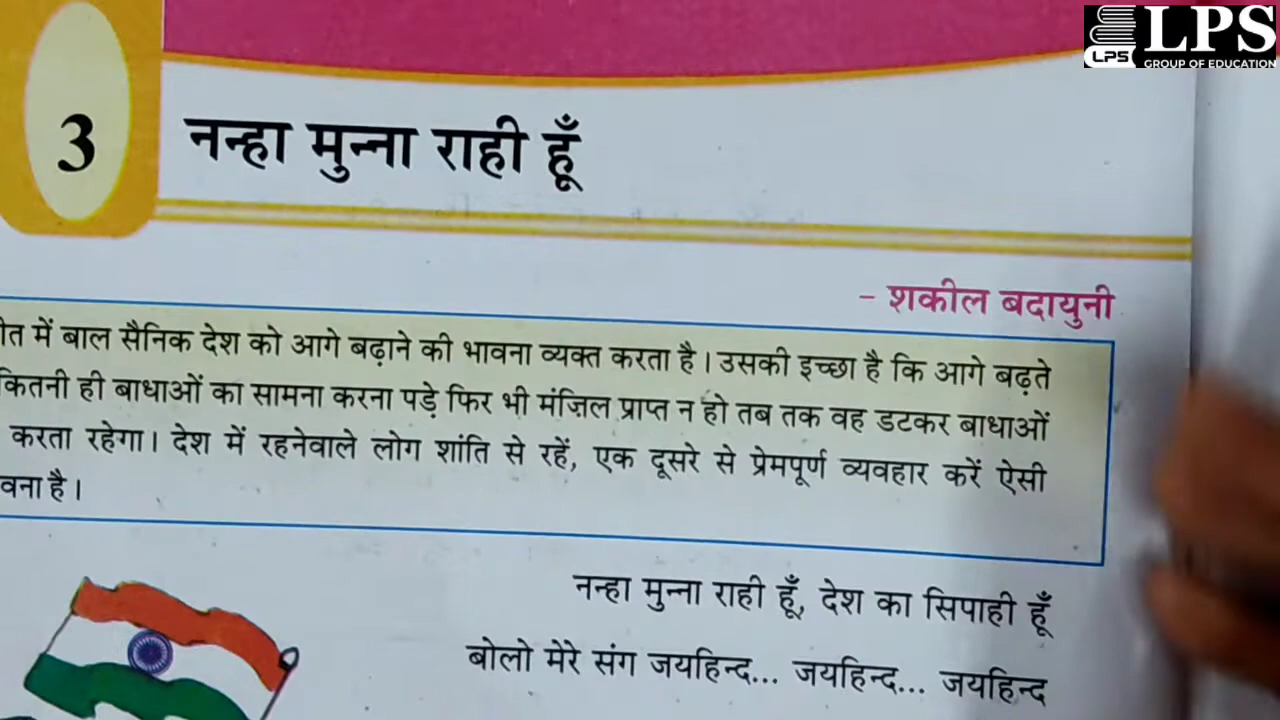 LPS
LPS
GROUP OF EDUCATION
3
नन्हा मुन्ना राही हूँ
- शकील बदायुनी
में बाल सैनिक देश को आगे बढ़ाने की भावना व्यक्त करता है। उसकी इच्छा है कि आगे बढ़ते
कितनी ही बाधाओं का सामना करना पड़े फिर भी मंज़िल प्राप्त न हो तब तक वह डटकर बाधाओं
करता रहेगा। देश में रहनेवाले लोग शांति से रहें, एक दूसरे से प्रेमपूर्ण व्यवहार करें ऐसी
है।
नन्हा मुन्ना राही हूँ, देश का सिपाही हूँ
बोलो मेरे संग जयहिन्द... जयहिन्द... जयहिन्द